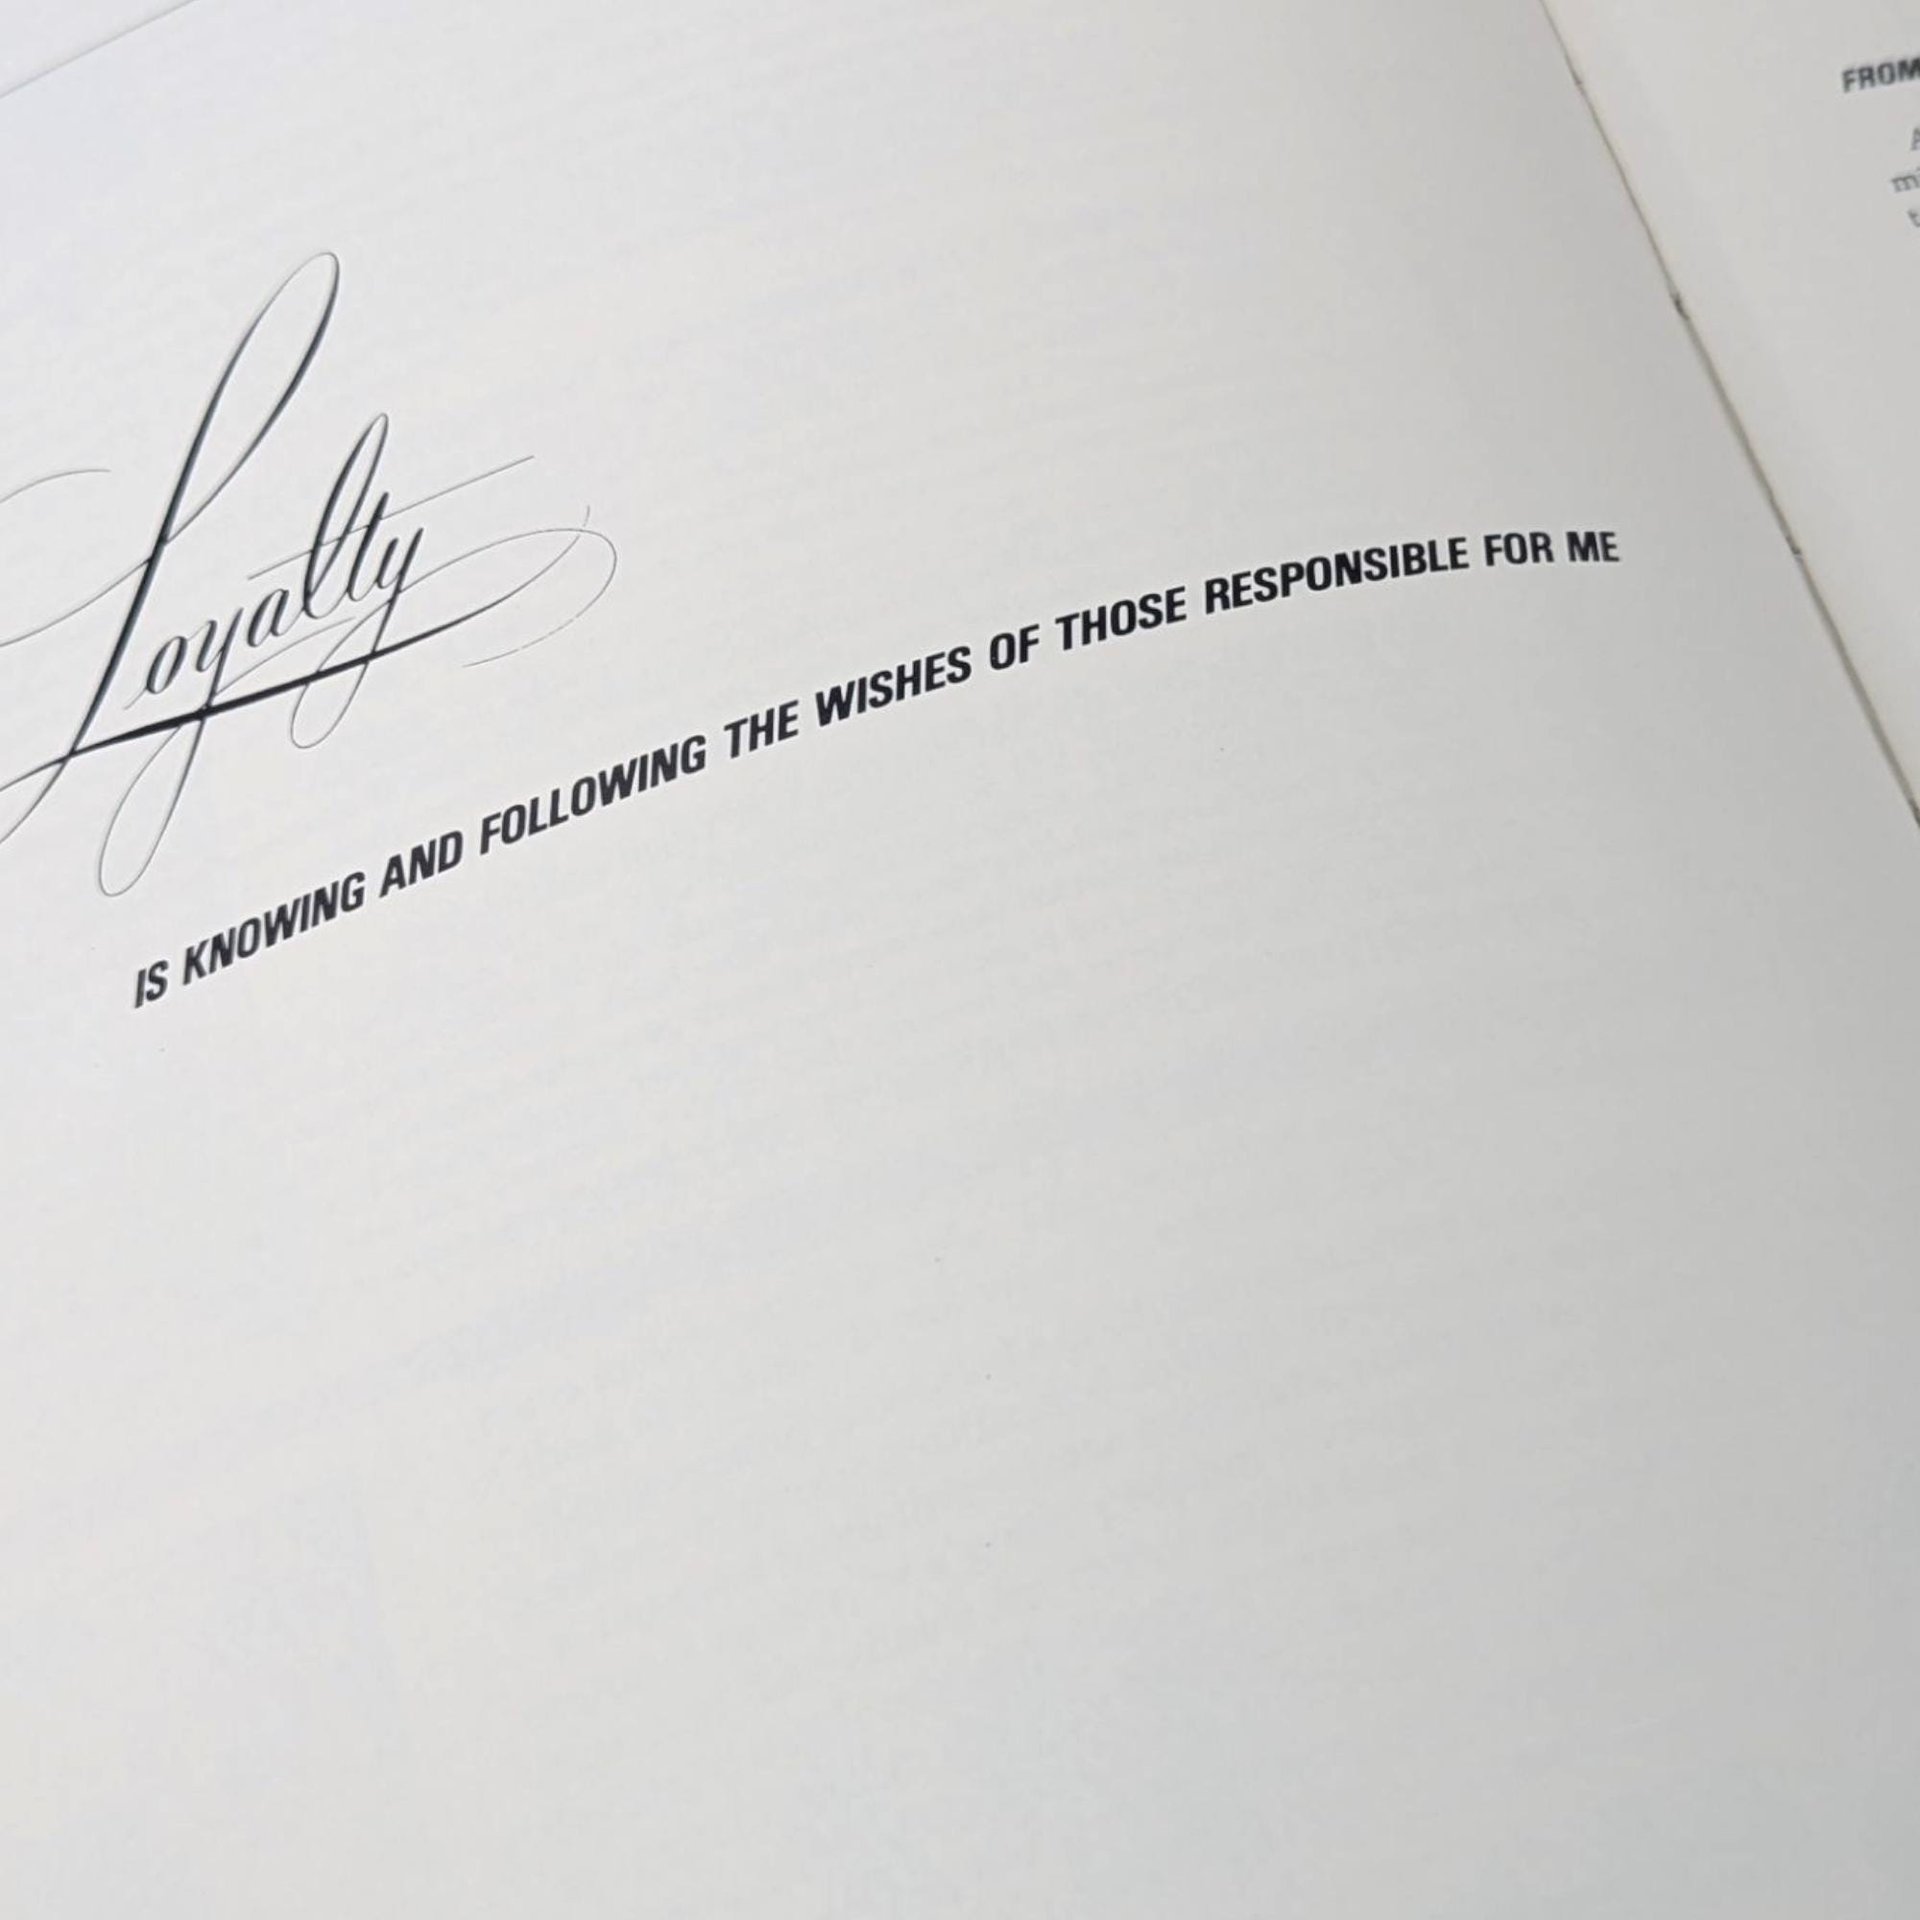 Loyalty
IS KNOWING AND FOLLOWING THE WISHES OF THOSE RESPONSIBLE FOR ME
FROM